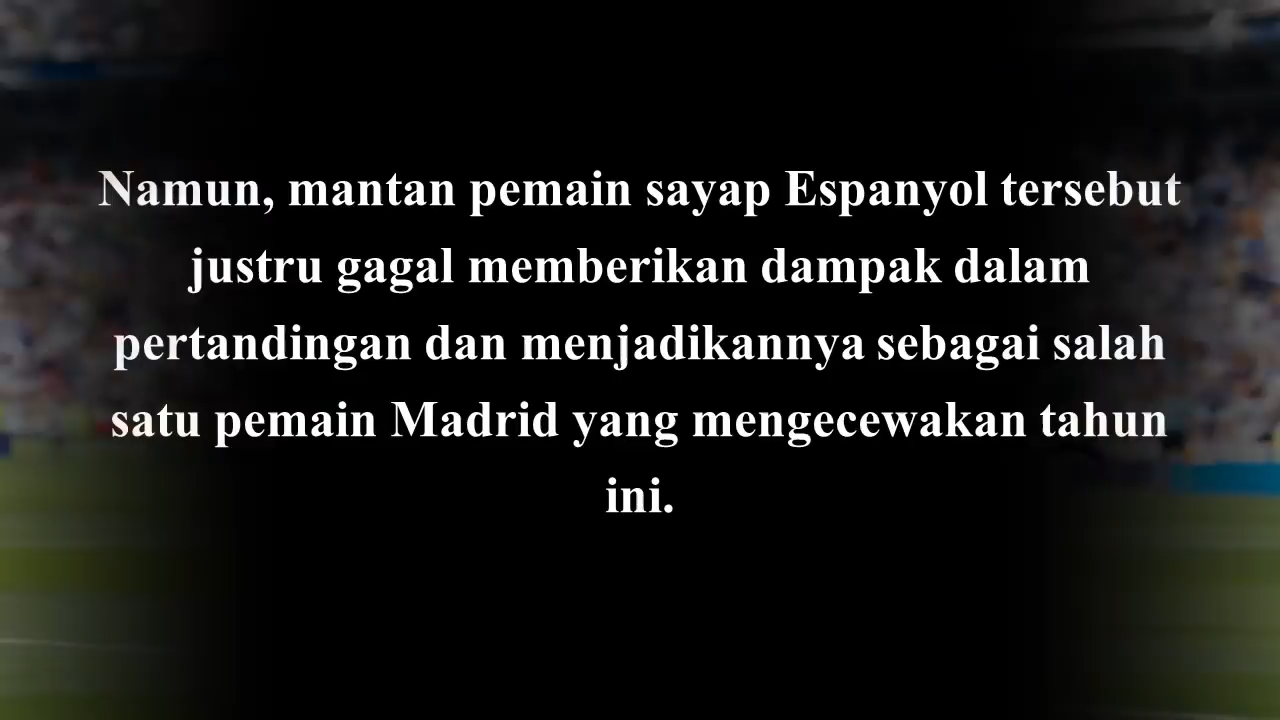 Namun, mantan pemain sayap Espanyol tersebut
justru gagal memberikan dampak dalam
pertandingan dan menjadikannya sebagai salah
satu pemain Madrid yang mengecewakan tahun
ini.